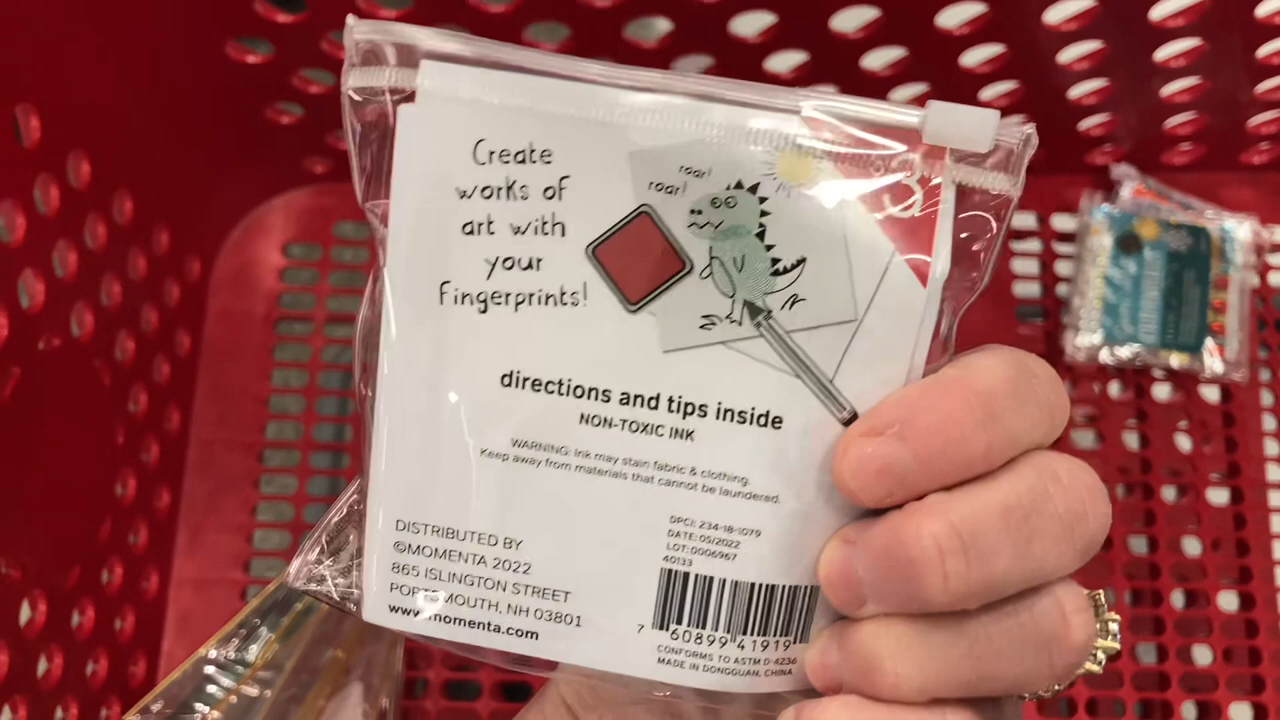 Create
works of
art with
your
fingerprints!
roar!
roar!
directions and tips inside
NON-TOXIC INK
WARNING: Ink may stain fabric & clothing.
Keep away from materials that cannot be laundered.
DISTRIBUTED BY
©MOMENTA 2022
865 ISLINGTON STREET
PORTSMOUTH, NH 03801
www.momenta.com
DPCI: 234-18-1079
DATE: 05/2022
LOT: 0006967
40133
7 60899 41919
CONFORMS TO ASTM D-4236
MADE IN DONGGUAN, CHINA